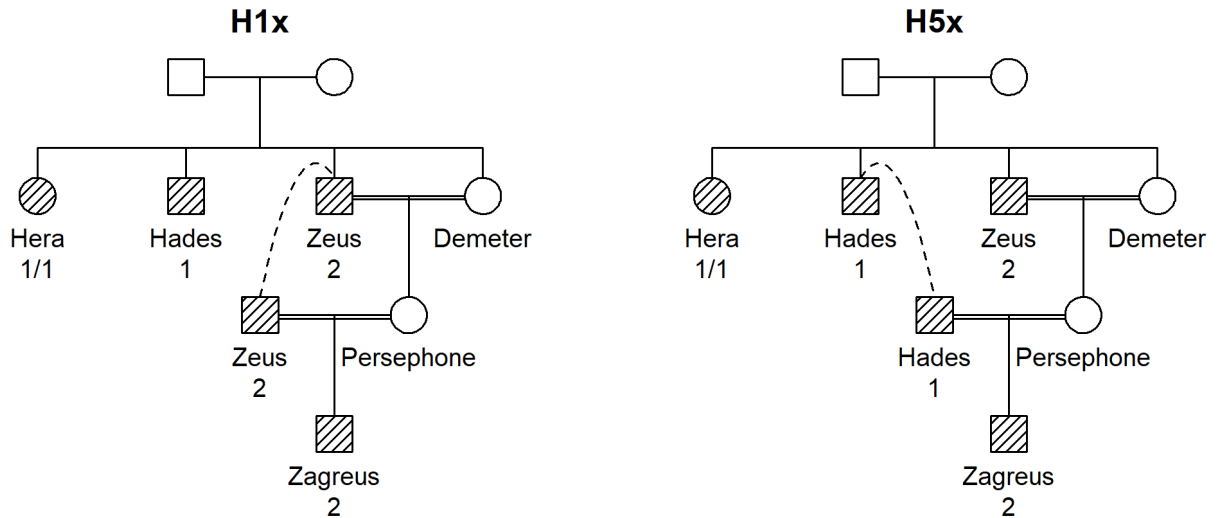 H1x
Hera Hades Zeus Demeter
1/1 1 2
Zeus Persephone
2
Zagreus
2
H5x
Hera Hades Zeus Demeter
1/1 1 2
Hades Persephone
1
Zagreus
2